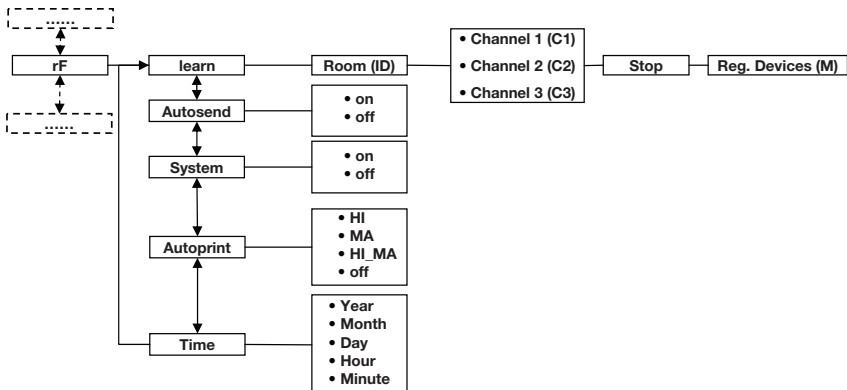 ......
rF
......
learn
Room (ID)
• Channel 1 (C1)
• Channel 2 (C2)
• Channel 3 (C3)
Stop
Reg. Devices (M)
Autosend
• on
• off
System
• on
• off
Autoprint
• HI
• MA
• HI_MA
• off
Time
• Year
• Month
• Day
• Hour
• Minute